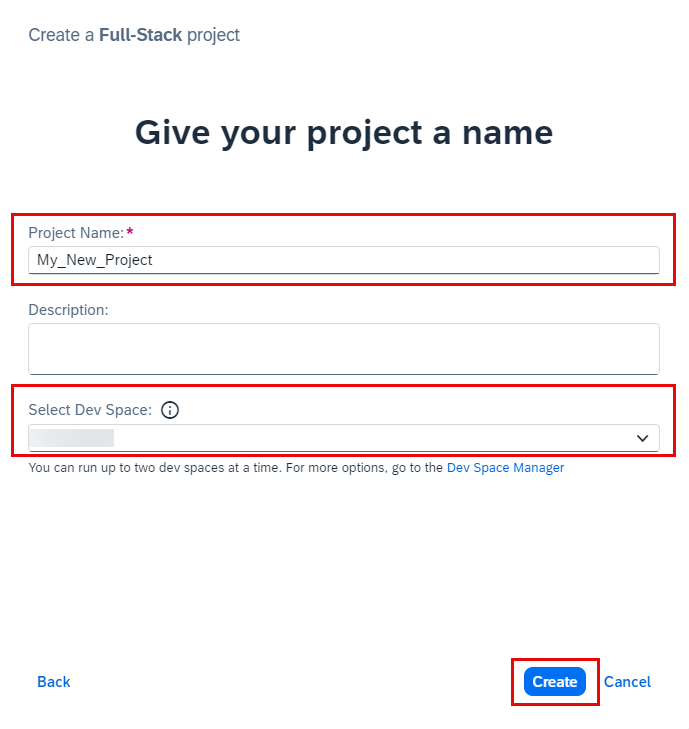 Create a Full-Stack project
Give your project a name
Project Name:*
My_New_Project
Description:
Select Dev Space:
You can run up to two dev spaces at a time. For more options, go to the Dev Space Manager
Back
Create
Cancel